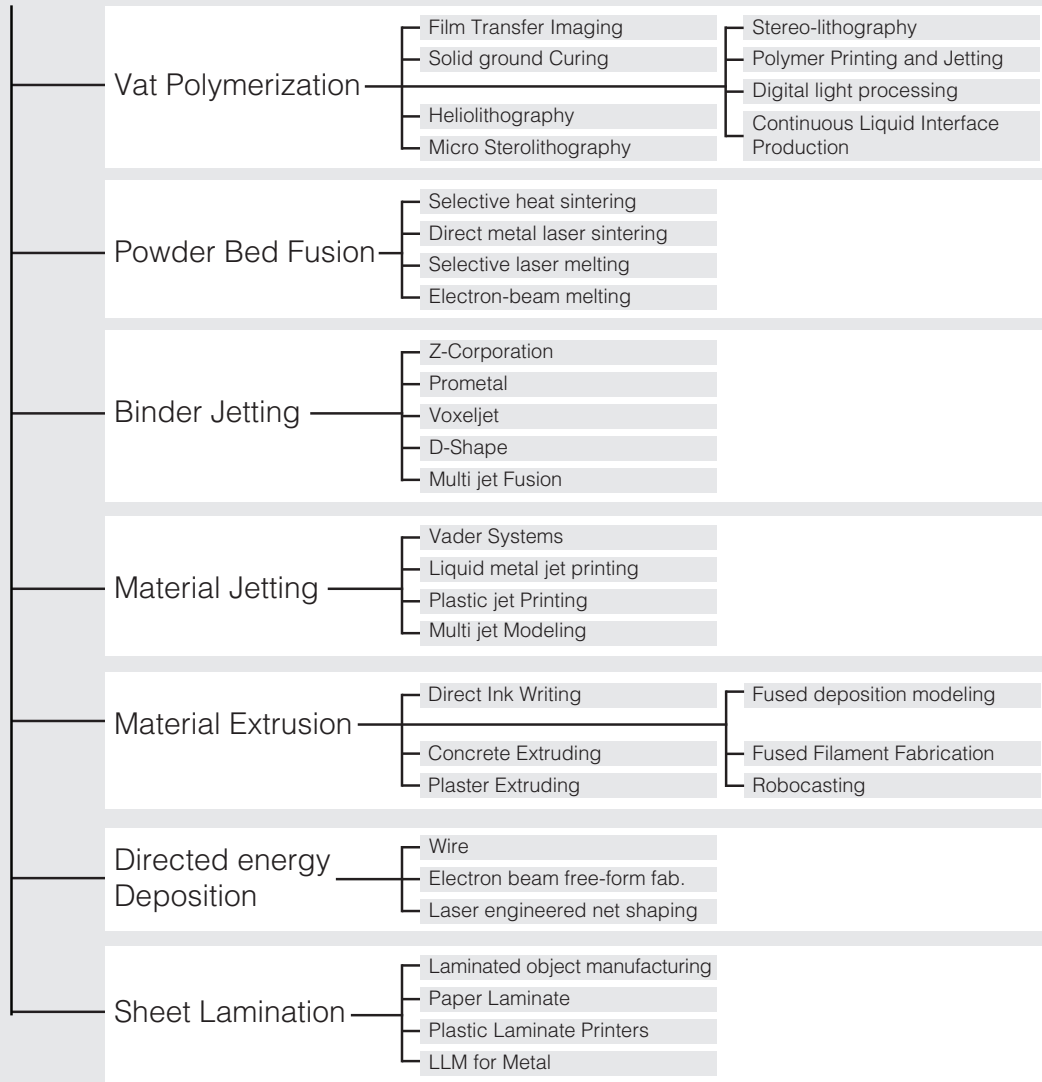 Vat Polymerization
Film Transfer Imaging
Solid ground Curing
Heliolithography
Micro Sterolithography
Stereo-lithography
Polymer Printing and Jetting
Digital light processing
Continuous Liquid Interface
Production
Powder Bed Fusion
Selective heat sintering
Direct metal laser sintering
Selective laser melting
Electron-beam melting
Binder Jetting
Z-Corporation
Prometal
Voxeljet
D-Shape
Multi jet Fusion
Material Jetting
Vader Systems
Liquid metal jet printing
Plastic jet Printing
Multi jet Modeling
Material Extrusion
Direct Ink Writing
Concrete Extruding
Plaster Extruding
Fused deposition modeling
Fused Filament Fabrication
Robocasting
Directed energy
Deposition
Wire
Electron beam free-form fab.
Laser engineered net shaping
Sheet Lamination
Laminated object manufacturing
Paper Laminate
Plastic Laminate Printers
LLM for Metal